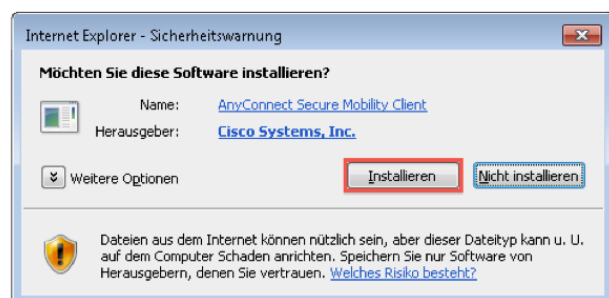 Internet Explorer - Sicherheitswarnung
Möchten Sie diese Software installieren?
Name: AnyConnect Secure Mobility Client
Herausgeber: Cisco Systems, Inc.
Weitere Optionen
Installieren
Nicht installieren
Dateien aus dem Internet können nützlich sein, aber dieser Dateityp kann u. U.
auf dem Computer Schaden anrichten. Speichern Sie nur Software von
Herausgebern, denen Sie vertrauen. Welches Risiko besteht?